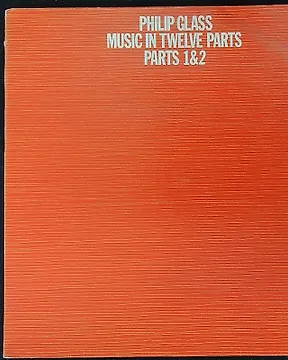 PHILIP GLASS
MUSIC IN TWELVE PARTS
PARTS 1&2